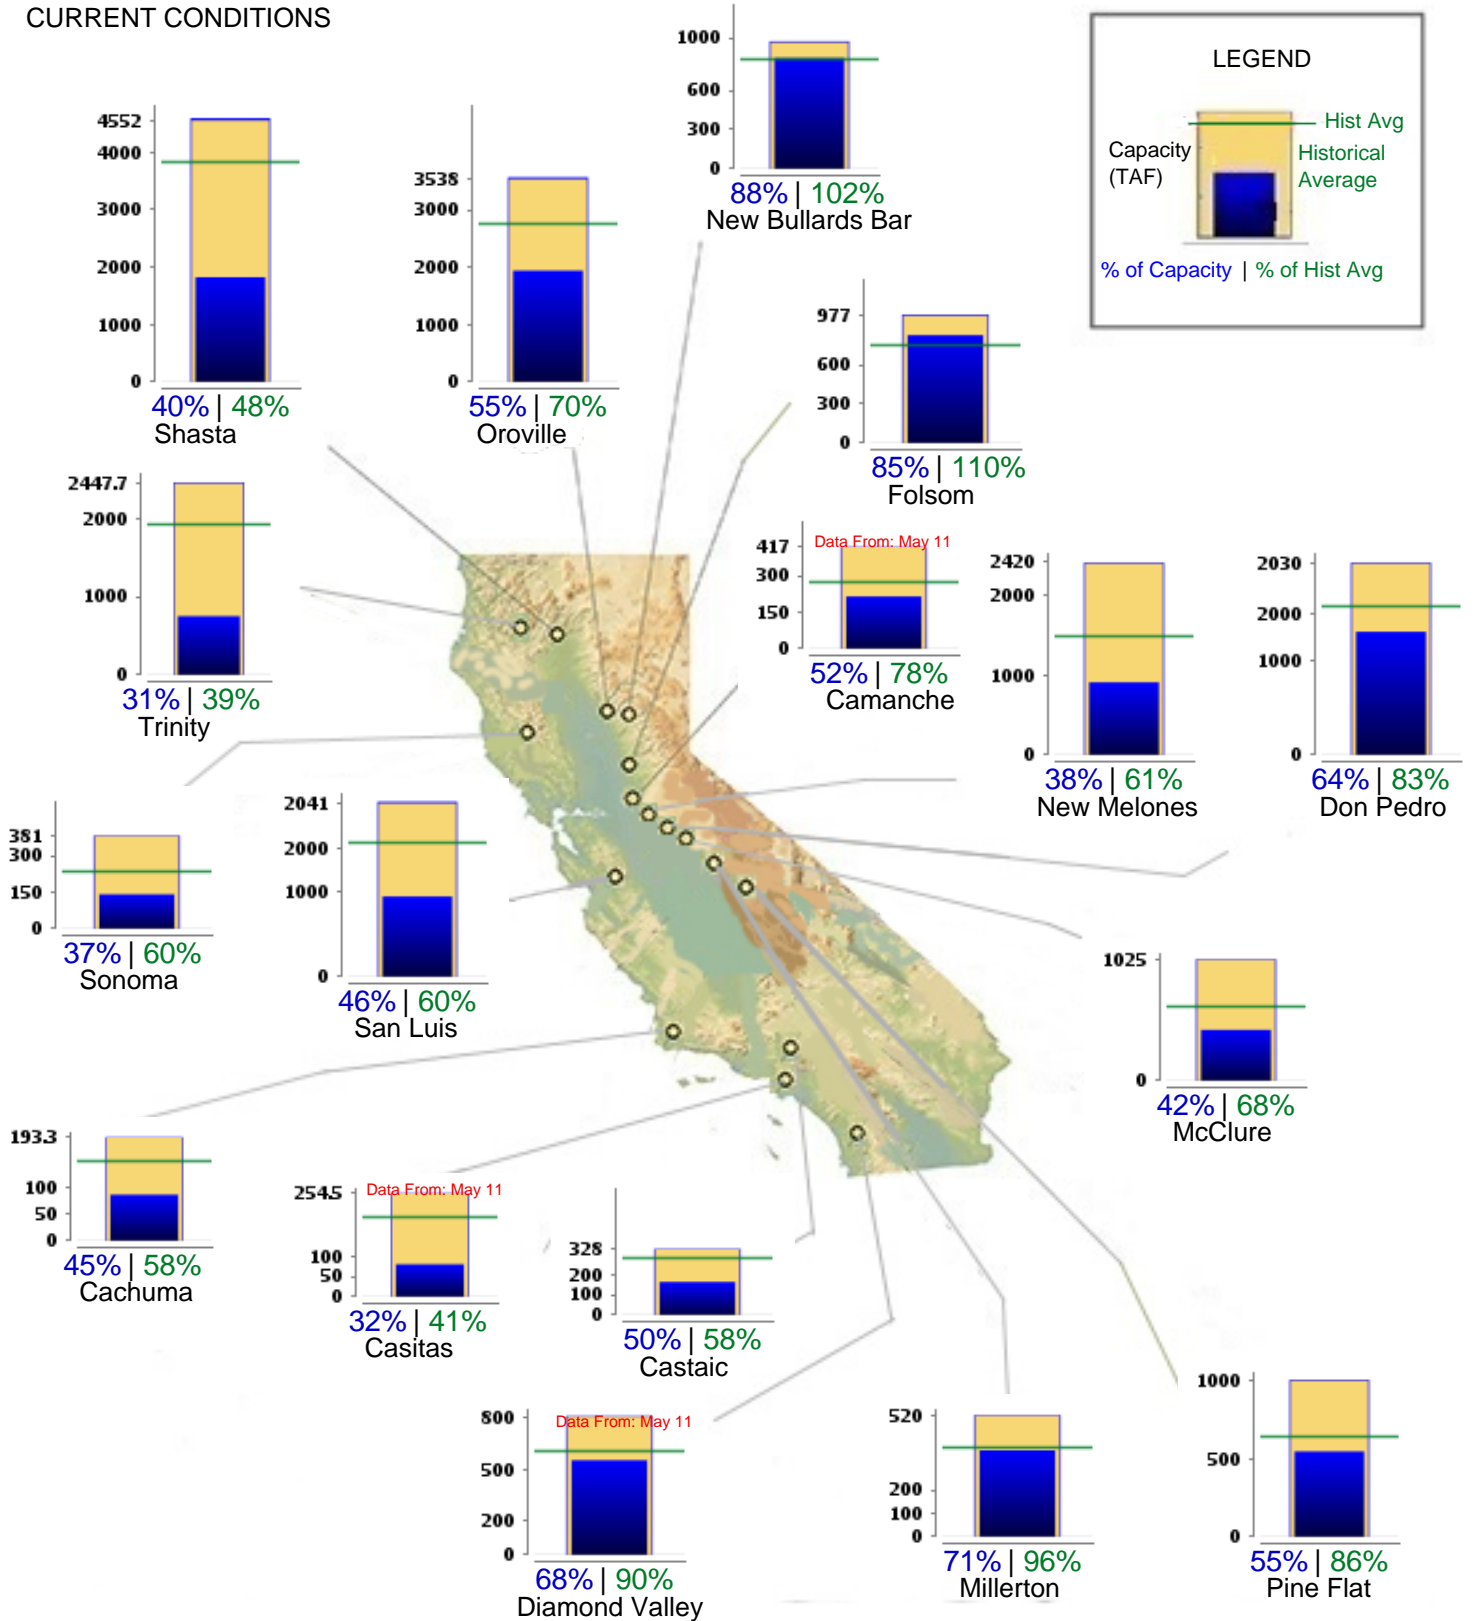 CURRENT CONDITIONS
1000
600
300
0
88% | 102%
New Bullards Bar
LEGEND
Hist Avg
Capacity
(TAF)
Historical
Average
% of Capacity | % of Hist Avg
4552
4000
3000
2000
1000
0
40% | 48%
Shasta
3538
3000
2000
1000
0
55% | 70%
Oroville
977
600
300
0
85% | 110%
Folsom
2447.7
2000
1000
0
31% | 39%
Trinity
Data From: May 11
417
300
150
0
52% | 78%
Camanche
2420
2000
1000
0
38% | 61%
New Melones
2030
2000
1000
0
64% | 83%
Don Pedro
381
300
150
0
37% | 60%
Sonoma
2041
2000
1000
0
46% | 60%
San Luis
1025
0
42% | 68%
McClure
193.3
100
50
0
45% | 58%
Cachuma
Data From: May 11
254.5
100
50
0
32% | 41%
Casitas
328
200
100
0
50% | 58%
Castaic
Data From: May 11
800
500
200
0
68% | 90%
Diamond Valley
520
200
100
0
71% | 96%
Millerton
1000
500
0
55% | 86%
Pine Flat